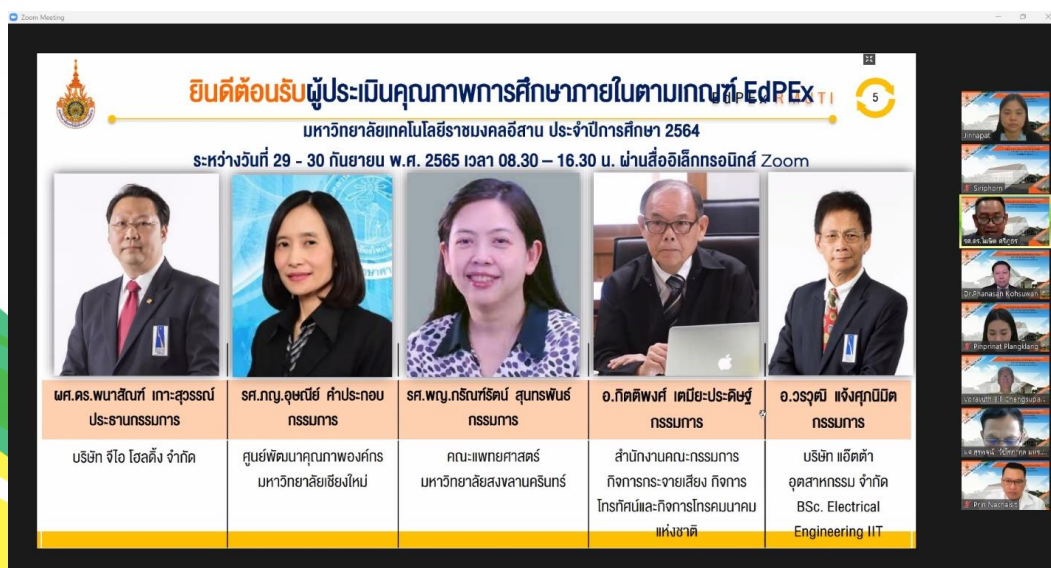 Zoom Meeting
ยินดีต้อนรับผู้ประเมินคุณภาพการศึกษาภายในตามเกณฑ์ EdPEx
5
มหาวิทยาลัยเทคโนโลยีราชมงคลอีสาน ประจำปีการศึกษา 2564
ระหว่างวันที่ 29 - 30 กันยายน พ.ศ. 2565 เวลา 08.30 – 16.30 น. ผ่านสื่ออิเล็กทรอนิกส์ Zoom
ผศ.ดร.พนาสัณฑ์ เกาะสุวรรณ์
ประธานกรรมการ
บริษัท จีไอ โฮลดิ้ง จำกัด
รศ.ภญ.อุษณีย์ คำประกอบ
กรรมการ
ศูนย์พัฒนาคุณภาพองค์กร
มหาวิทยาลัยเชียงใหม่
รศ.พญ.กรัณฑ์รัตน์ สุนทรพันธ์
กรรมการ
คณะแพทยศาสตร์
มหาวิทยาลัยสงขลานครินทร์
อ.กิตติพงศ์ เตมียะประดิษฐ์
กรรมการ
สำนักงานคณะกรรมการ
กิจการกระจายเสียง กิจการ
โทรทัศน์และกิจการโทรคมนาคม
แห่งชาติ
อ.วรวุฒิ แจ้งศุภนิมิต
กรรมการ
บริษัท แอ๊ตต้า
อุตสาหกรรม จำกัด
BSc. Electrical
Engineering IIT
Jinnapat
Siriphorn
รศ.ดร.โฆษิต ศรีภูธร
Dr.Phanasan Kohsuwan
Pinprinat Plangklang
Prin Nachaisit